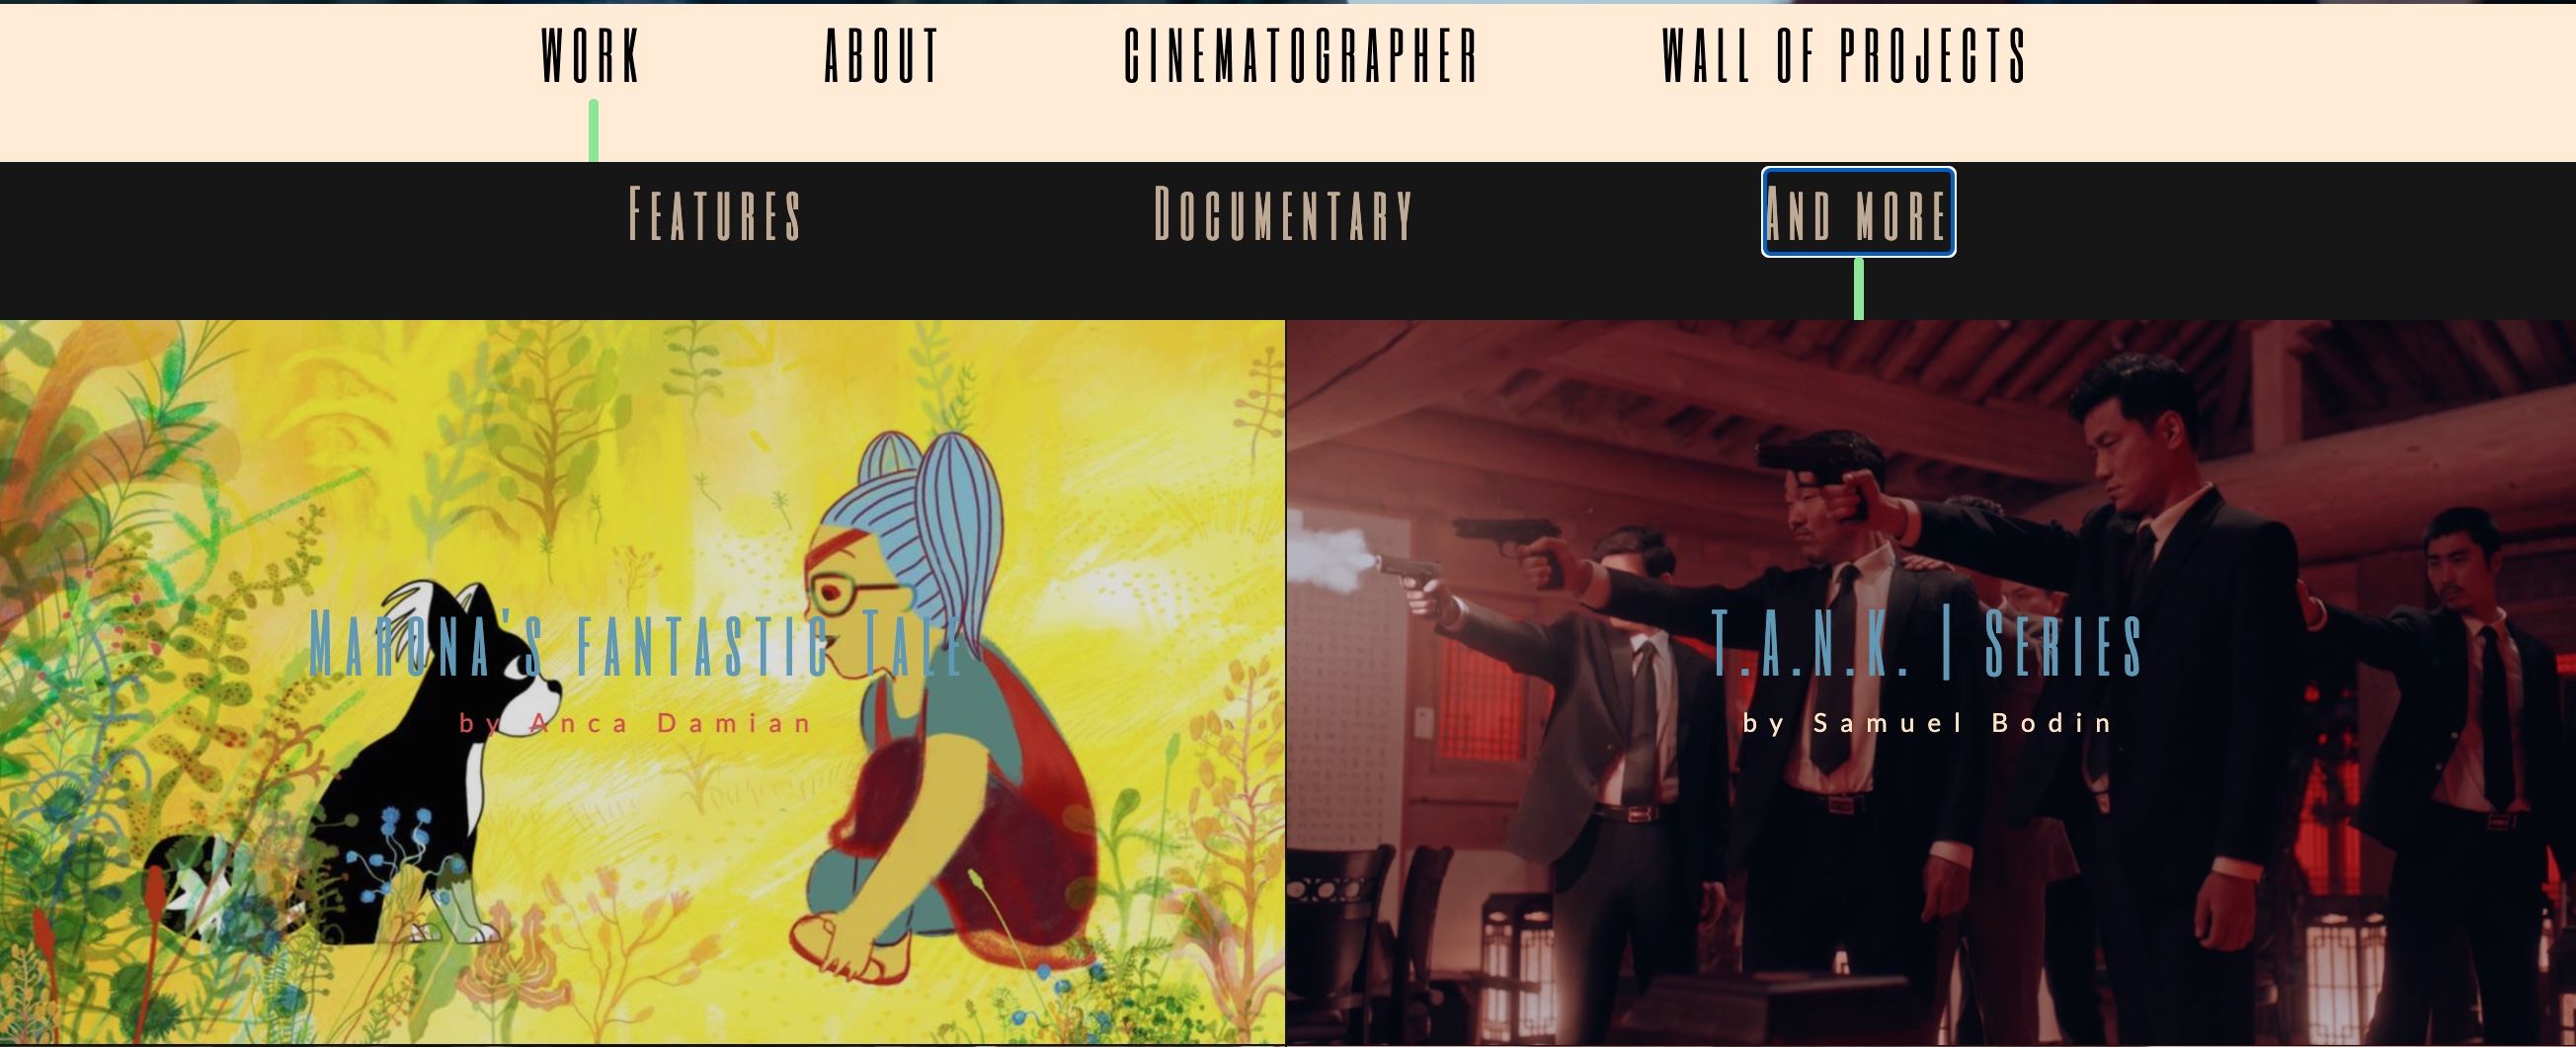 WORK ABOUT CINEMATOGRAPHER WALL OF PROJECTS
FEATURES DOCUMENTARY AND MORE
MARONA'S FANTASTIC TALE
by Anca Damian
T.A.N.K. | SERIES
by Samuel Bodin